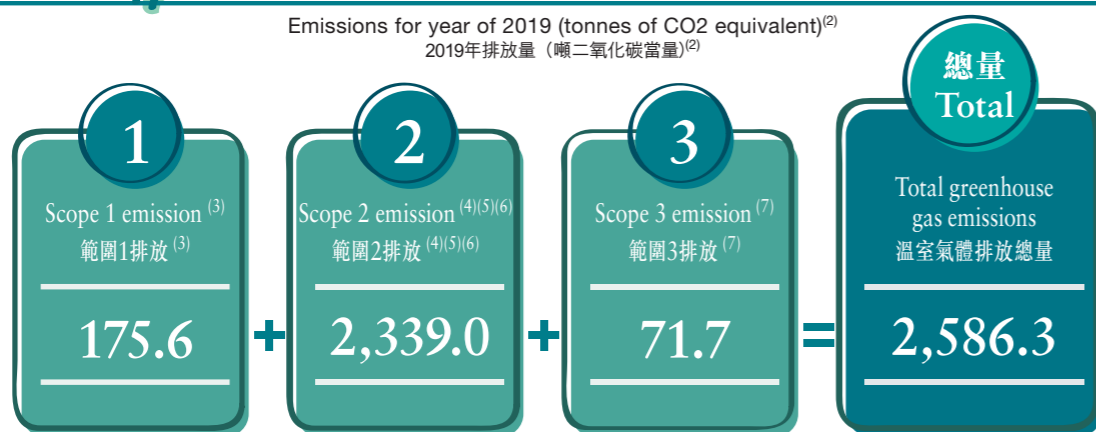 Emissions for year of 2019 (tonnes of CO2 equivalent)(2)
2019年排放量（噸二氧化碳當量）(2)
1
Scope 1 emission (3)
範圍1排放 (3)
175.6
+
2
Scope 2 emission (4)(5)(6)
範圍2排放 (4)(5)(6)
2,339.0
+
3
Scope 3 emission (7)
範圍3排放 (7)
71.7
=
總量
Total
Total greenhouse
gas emissions
溫室氣體排放總量
2,586.3